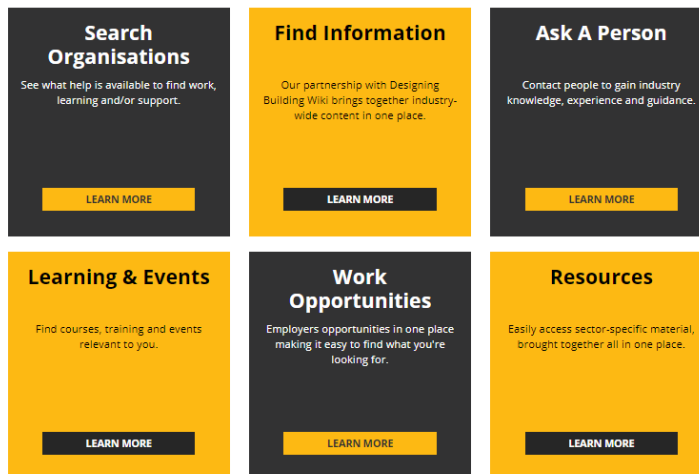 Search
Organisations
See what help is available to find work,
learning and/or support.
LEARN MORE
Find Information
Our partnership with Designing
Building Wiki brings together industry-
wide content in one place.
LEARN MORE
Ask A Person
Contact people to gain industry
knowledge, experience and guidance.
LEARN MORE
Learning & Events
Find courses, training and events
relevant to you.
LEARN MORE
Work
Opportunities
Employers opportunities in one place
making it easy to find what you're
looking for.
LEARN MORE
Resources
Easily access sector-specific material,
brought together all in one place.
LEARN MORE